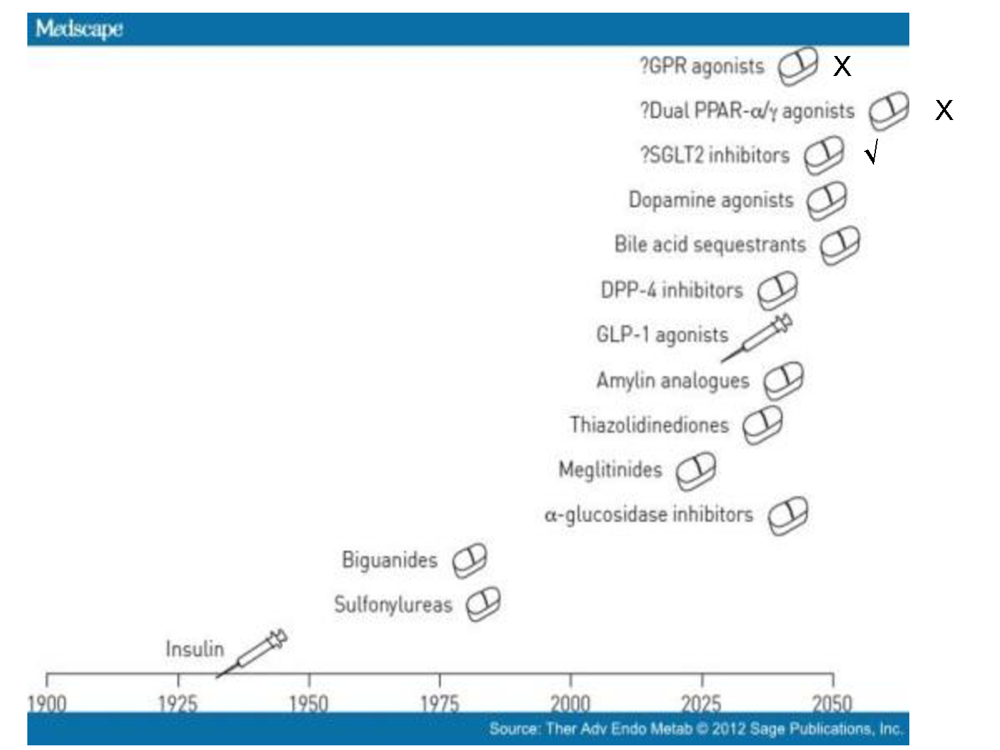 Medscape
?GPR agonists X
?Dual PPAR-α/γ agonists X
?SGLT2 inhibitors √
Dopamine agonists
Bile acid sequestrants
DPP-4 inhibitors
GLP-1 agonists
Amylin analogues
Thiazolidinediones
Meglitinides
α-glucosidase inhibitors
Biguanides
Sulfonylureas
Insulin
1900 1925 1950 1975 2000 2025 2050
Source: Ther Adv Endo Metab © 2012 Sage Publications, Inc.